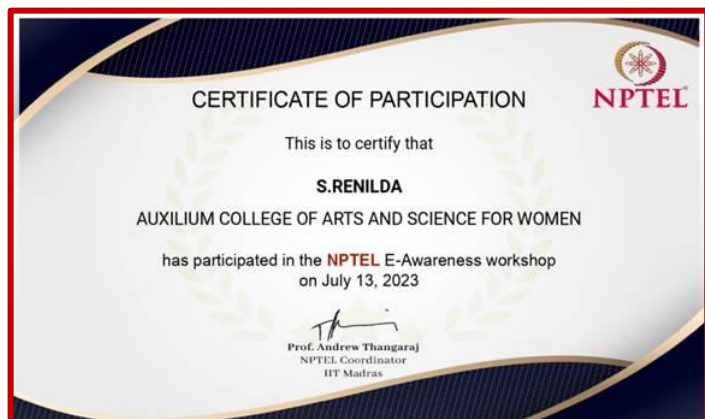 NPTEL
CERTIFICATE OF PARTICIPATION
This is to certify that
S.RENILDA
AUXILIUM COLLEGE OF ARTS AND SCIENCE FOR WOMEN
has participated in the NPTEL E-Awareness workshop
on July 13, 2023
Prof. Andrew Thangaraj
NPTEL Coordinator
IIT Madras